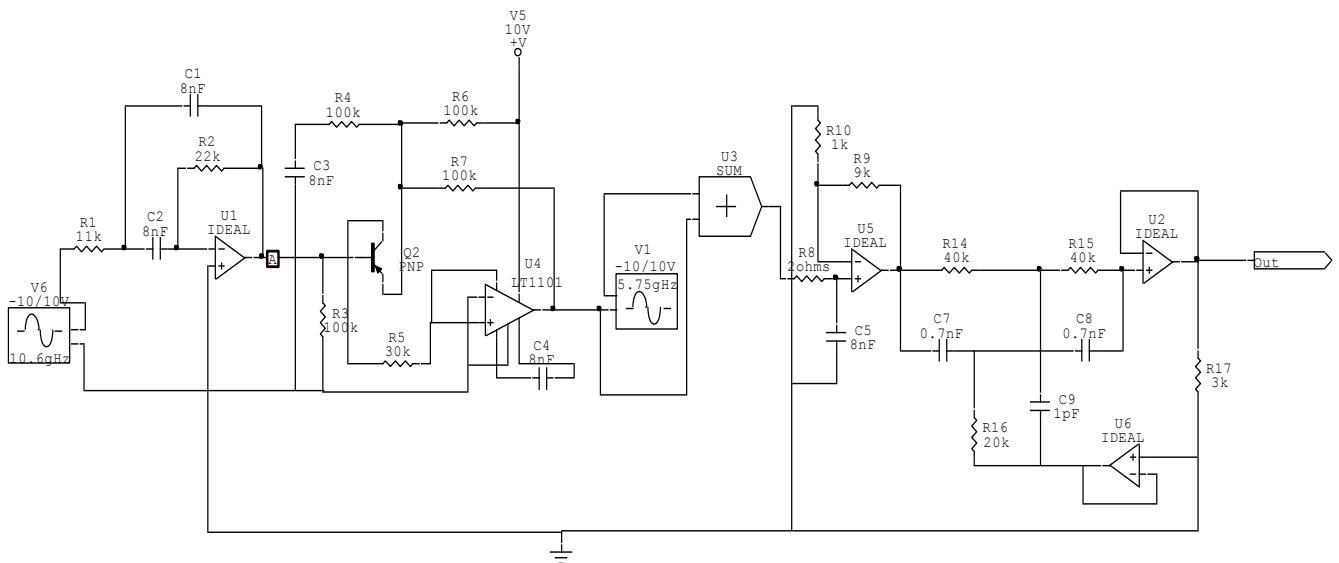 V5
10V
+V
C1
8nF
R4
100k
R6
100k
R10
1k
R2
22k
C3
8nF
R7
100k
U3
SUM
R9
9k
R1
11k
C2
8nF
U1
IDEAL
A
Q2
PNP
U4
LT1101
V1
-10/10V
5.75gHz
R8
2ohms
U5
IDEAL
R14
40k
R15
40k
U2
IDEAL
Out
V6
-10/10V
10.6gHz
R3
100k
R5
30k
C4
8nF
C5
8nF
C7
0.7nF
C8
0.7nF
R17
3k
C9
1pF
R16
20k
U6
IDEAL